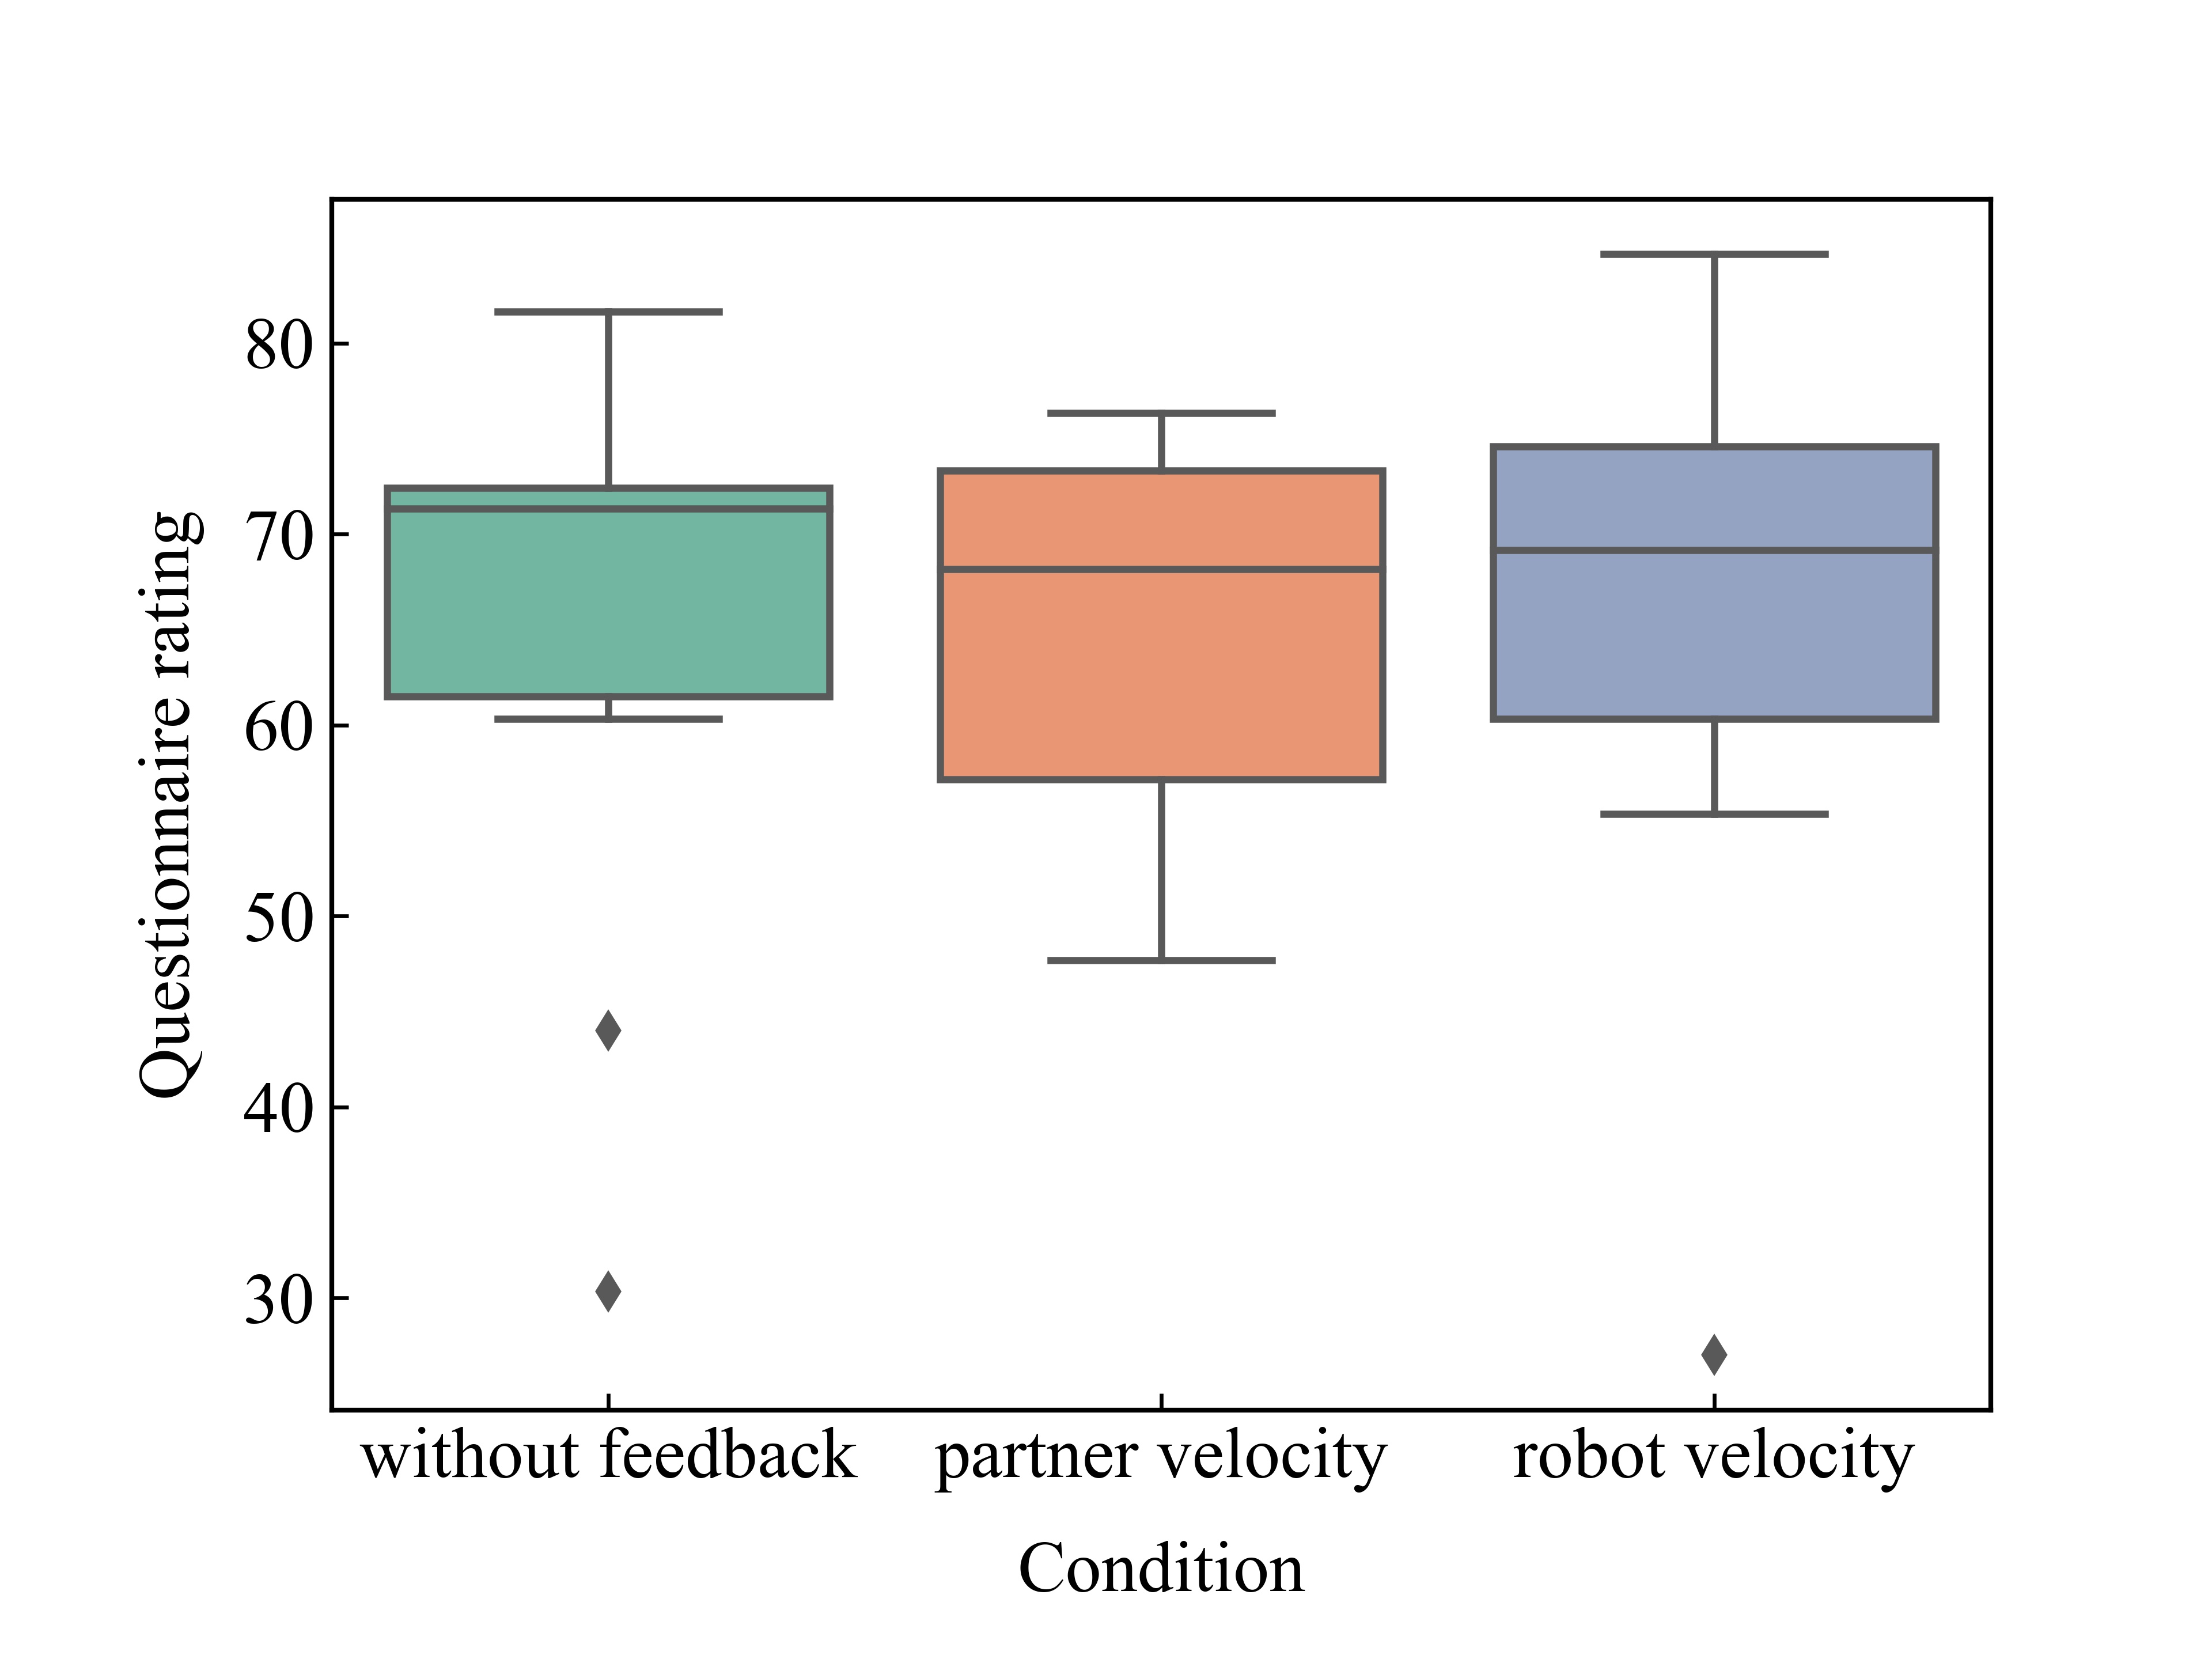 80
70
60
50
40
30
Questionnaire rating
without feedback
partner velocity
robot velocity
Condition